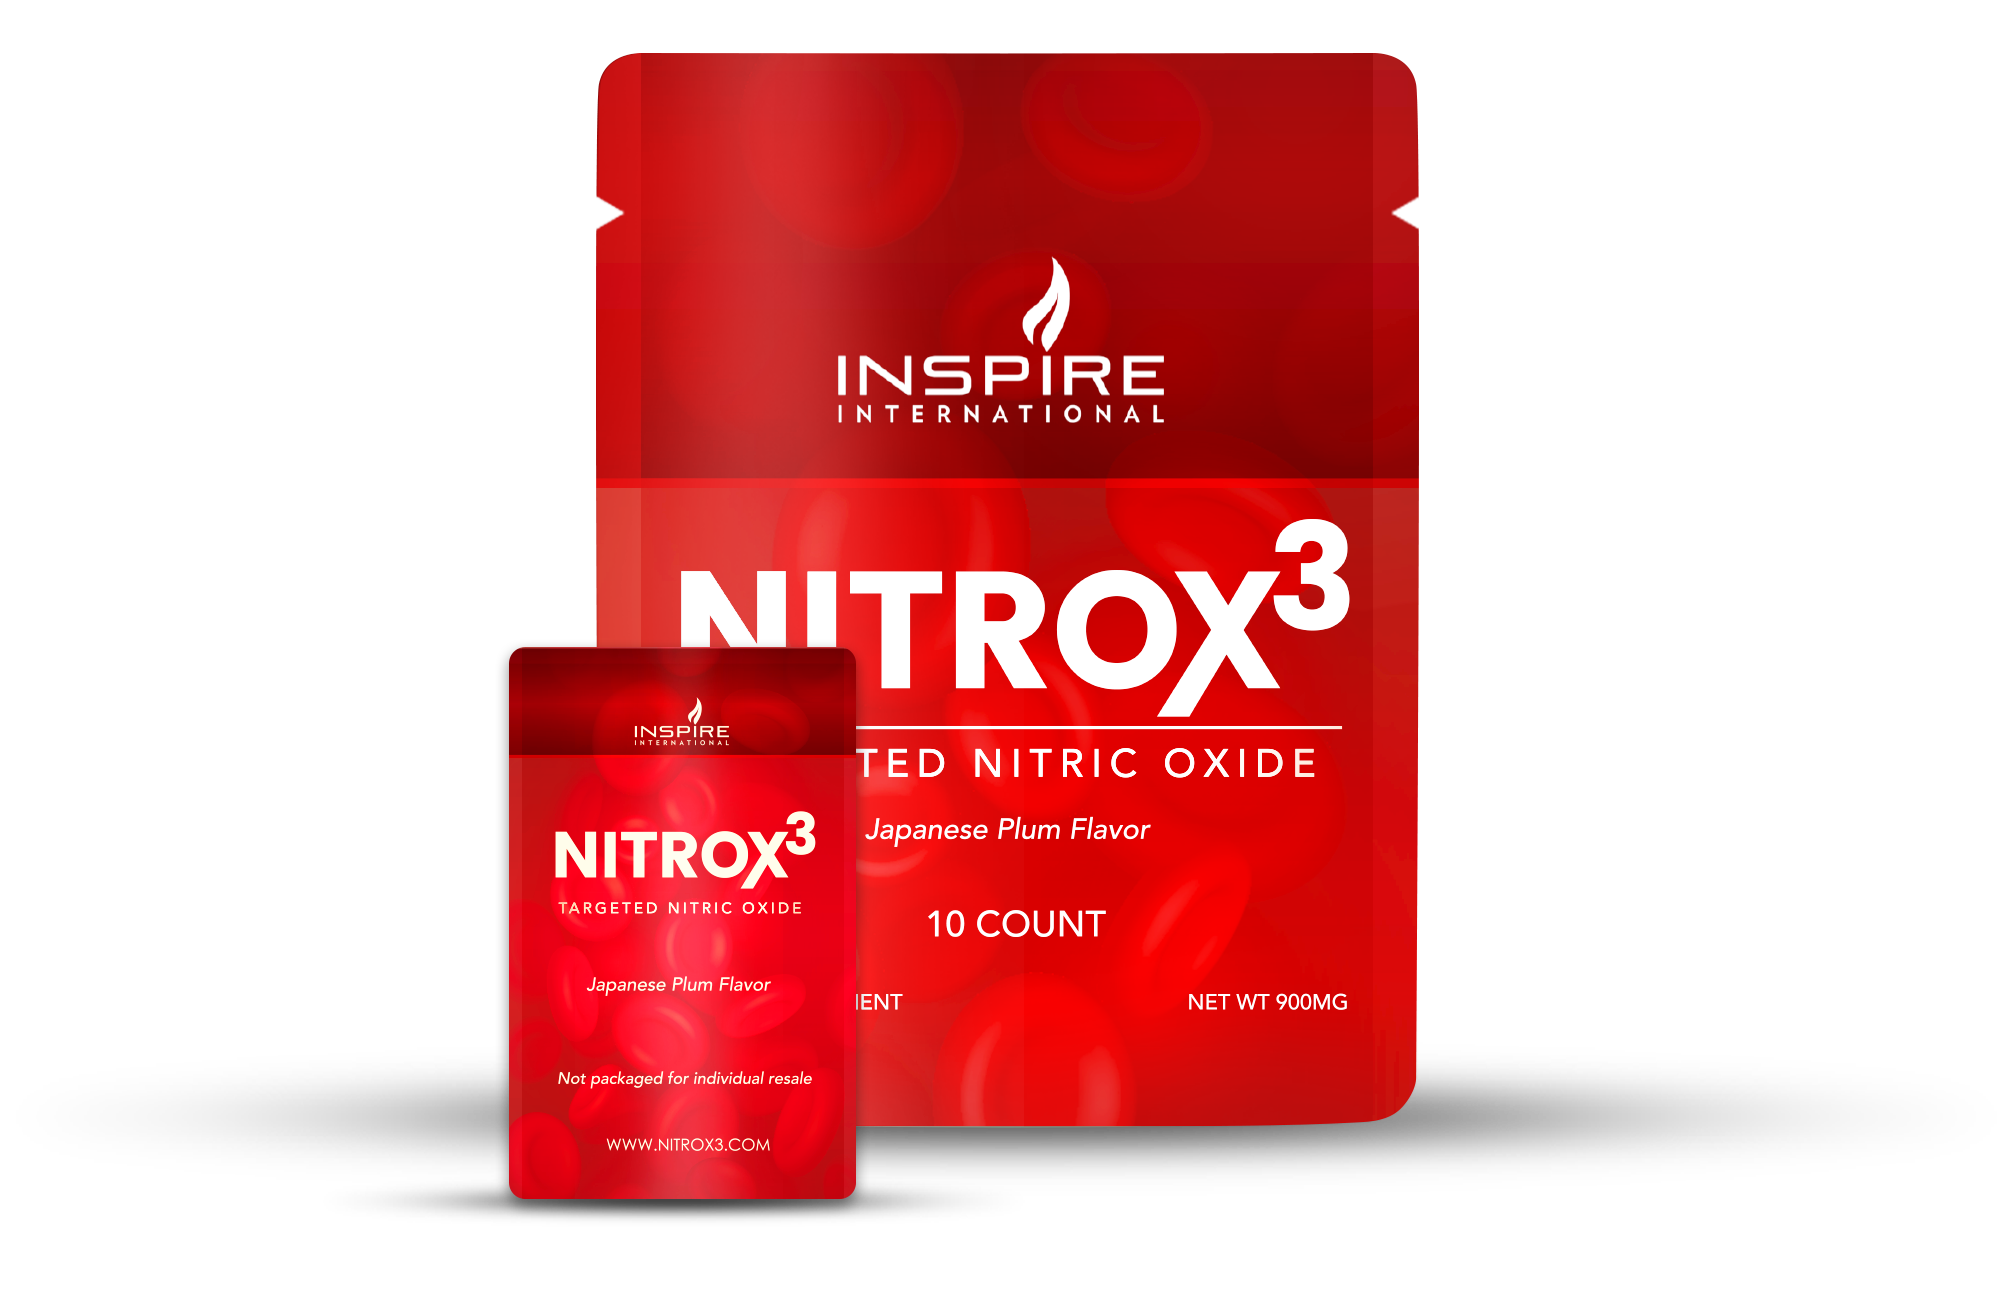 INSPIRE
INTERNATIONAL
NITROX3
TED NITRIC OXIDE
Japanese Plum Flavor
10 COUNT
NET WT 900MG
INSPIRE
INTERNATIONAL
NITROX3
TARGETED NITRIC OXIDE
Japanese Plum Flavor
Not packaged for individual resale
WWW.NITROX3.COM